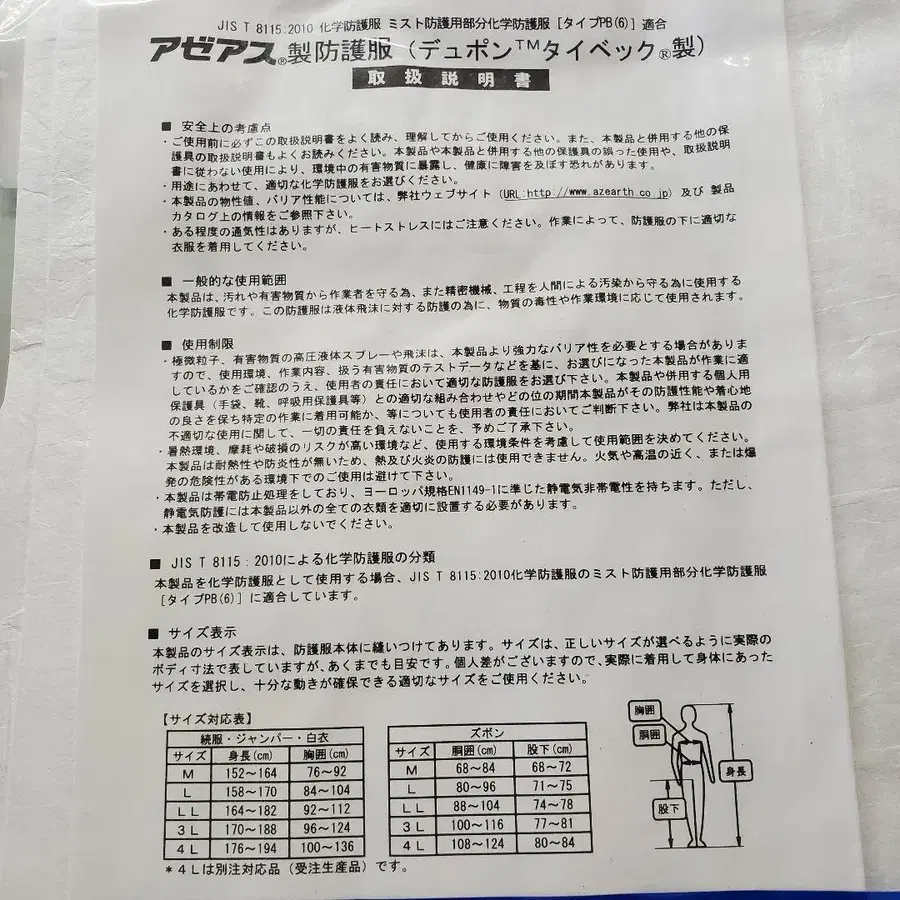 JIS T 8115:2010 化学防護服 ミスト防護用部分化学防護服 [タイプPB(6)] 適合
アゼアス®製防護服（デュポン™タイベック®製）
取扱説明書
■ 安全上の考慮点
・ご使用前に必ずこの取扱説明書をよく読み、理解してからご使用ください。また、本製品と併用する他の保
護具の取扱説明書もよくお読みください。本製品や本製品と併用する他の保護具の誤った使用や、取扱説明
書に従わない使用により、環境中の有害物質に暴露し、健康に障害を及ぼす恐れがあります。
・用途にあわせて、適切な化学防護服をお選びください。
・本製品の物性値、バリア性能については、弊社ウェブサイト（URL:http://www.azearth.co.jp）及び 製品
カタログ上の情報をご参照下さい。
・ある程度の通気性はありますが、ヒートストレスにはご注意ください。作業によって、防護服の下に適切な
衣服を着用してください。
■ 一般的な使用範囲
本製品は、汚れや有害物質から作業者を守る為、また精密機械、工程を人間による汚染から守る為に使用する
化学防護服です。この防護服は液体飛沫に対する防護の為に、物質の毒性や作業環境に応じて使用されます。
■ 使用制限
・極微粒子、有害物質の高圧液体スプレーや飛沫は、本製品より強力なバリア性を必要とする場合がありま
すので、使用環境、作業内容、扱う有害物質のテストデータなどを基に、お選びになった本製品が作業に適
しているかをご確認のうえ、使用者の責任において適切な防護服をお選び下さい。本製品や併用する個人用
保護具（手袋、靴、呼吸用保護具等）との適切な組み合わせやどの位の期間本製品がその防護性能や着心地
の良さを保ち特定の作業に着用可能か、等についても使用者の責任においてご判断下さい。弊社は本製品の
不適切な使用に関して、一切の責任を負えないことを、予めご了承下さい。
・暑熱環境、摩耗や破損のリスクが高い環境など、使用する環境条件を考慮して使用範囲を決めてください。
本製品は耐熱性や防炎性が無いため、熱及び火炎の防護には使用できません。火気や高温の近く、または爆
発の危険性がある環境下でのご使用は避けて下さい。
・本製品は帯電防止処理をしており、ヨーロッパ規格EN1149-1に準じた静電気非帯電性を持ちます。ただし、
静電気防護には本製品以外の全ての衣類を適切に設置する必要があります。
・本製品を改造して使用しないでください。
■ JIS T 8115：2010による化学防護服の分類
本製品を化学防護服として使用する場合、JIS T 8115:2010化学防護服のミスト防護用部分化学防護服
[タイプPB(6)] に適合しています。
■ サイズ表示
本製品のサイズ表示は、防護服本体に縫いつけてあります。サイズは、正しいサイズが選べるように実際の
ボディ寸法で表していますが、あくまでも目安です。個人差がございますので、実際に着用して身体にあった
サイズを選択し、十分な動きが確保できる適切なサイズをご使用ください。
【サイズ対応表】
続服・ジャンパー・白衣
サイズ 身長(cm) 胸囲(cm)
M 152～164 76～92
L 158～170 84～104
LL 164～182 92～112
3L 170～188 96～124
4L 176～194 100～136
ズボン
サイズ 胴囲(cm) 股下(cm)
M 68～84 68～72
L 80～96 71～75
LL 88～104 74～78
3L 100～116 77～81
4L 108～124 80～84
胸囲
胴囲
身長
股下
*4Lは別注対応品（受注生産品）です。